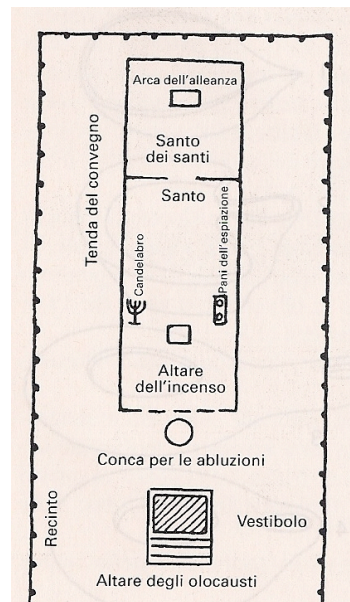 Arca dell'alleanza
Santo
dei santi
Tenda del convegno
Santo
Candelabro
Pani dell'espiazione
Altare
dell'incenso
Conca per le abluzioni
Recinto
Vestibolo
Altare degli olocausti